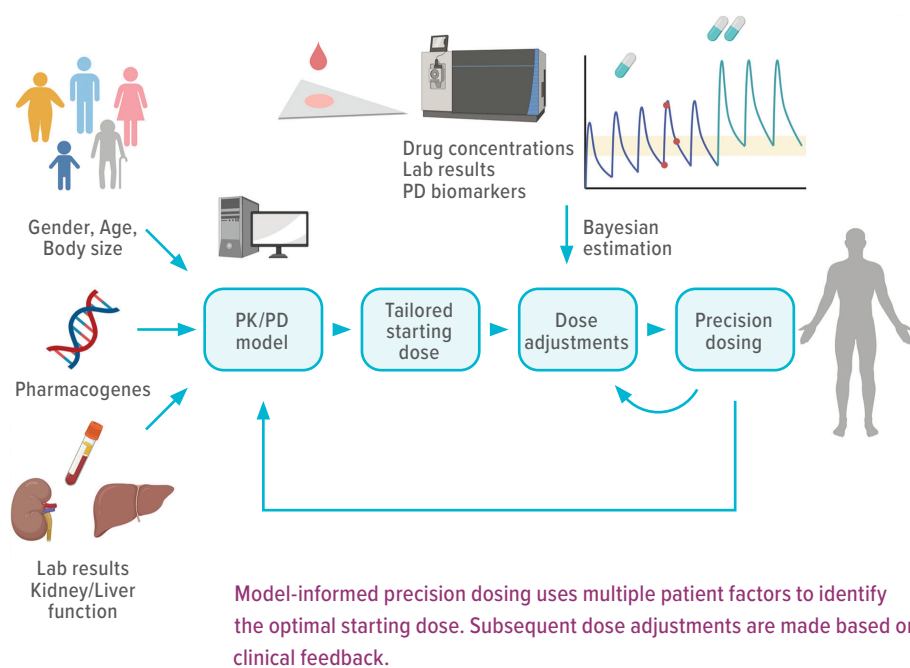 Drug concentrations
Lab results
PD biomarkers
Gender, Age,
Body size
Bayesian
estimation
PK/PD
model
Tailored
starting
dose
Dose
adjustments
Precision
dosing
Pharmacogenes
Lab results
Kidney/Liver
function
Model-informed precision dosing uses multiple patient factors to identify
the optimal starting dose. Subsequent dose adjustments are made based on
clinical feedback.